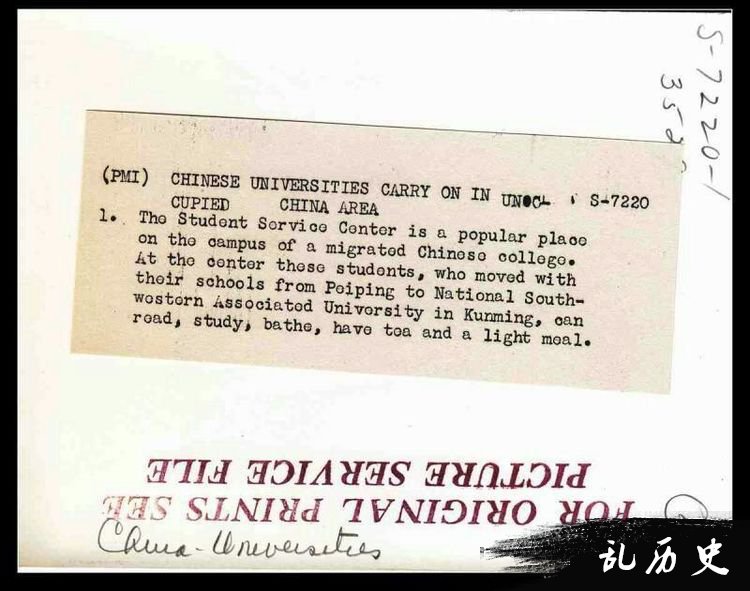 S-7220-1
(PMI) CHINESE UNIVERSITIES CARRY ON IN UNOC- S-7220
CUPIED CHINA AREA
1. The Student Service Center is a popular place
on the campus of a migrated Chinese college.
At the center these students, who moved with
their schools from Peiping to National South-
western Associated University in Kunming, can
read, study, bathe, have tea and a light meal.
FOR ORIGINAL PRINTS SEE
PICTURE SERVICE FILE
China-Universities
乱历史